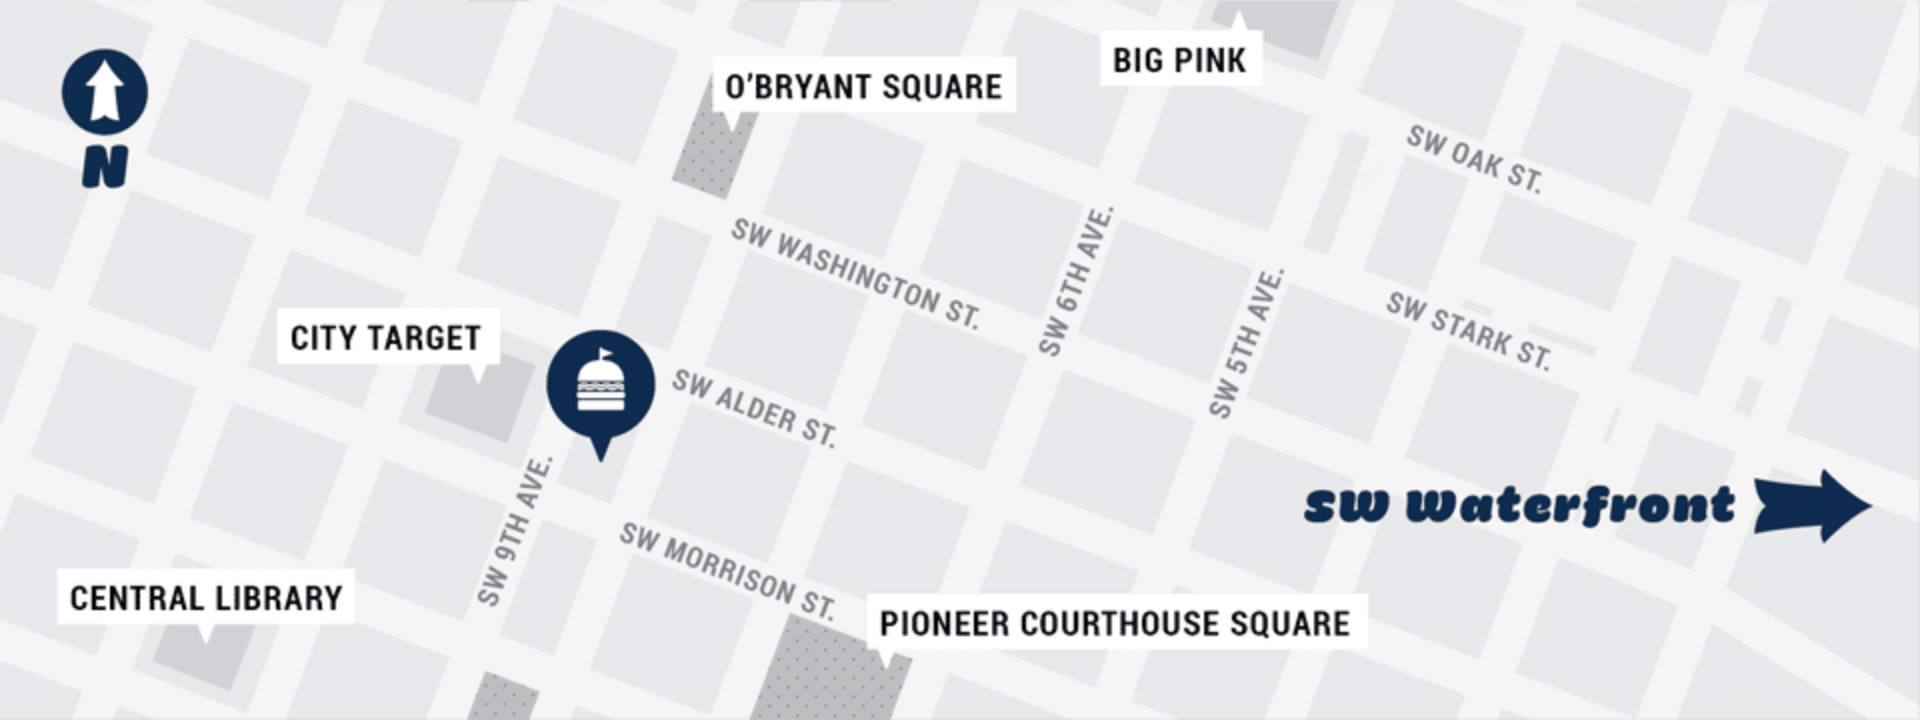 BIG PINK
O'BRYANT SQUARE
N
SW OAK ST.
SW WASHINGTON ST.
SW 6TH AVE.
SW 5TH AVE.
SW STARK ST.
CITY TARGET
SW ALDER ST.
SW 9TH AVE.
sw waterfront
SW MORRISON ST.
CENTRAL LIBRARY
PIONEER COURTHOUSE SQUARE